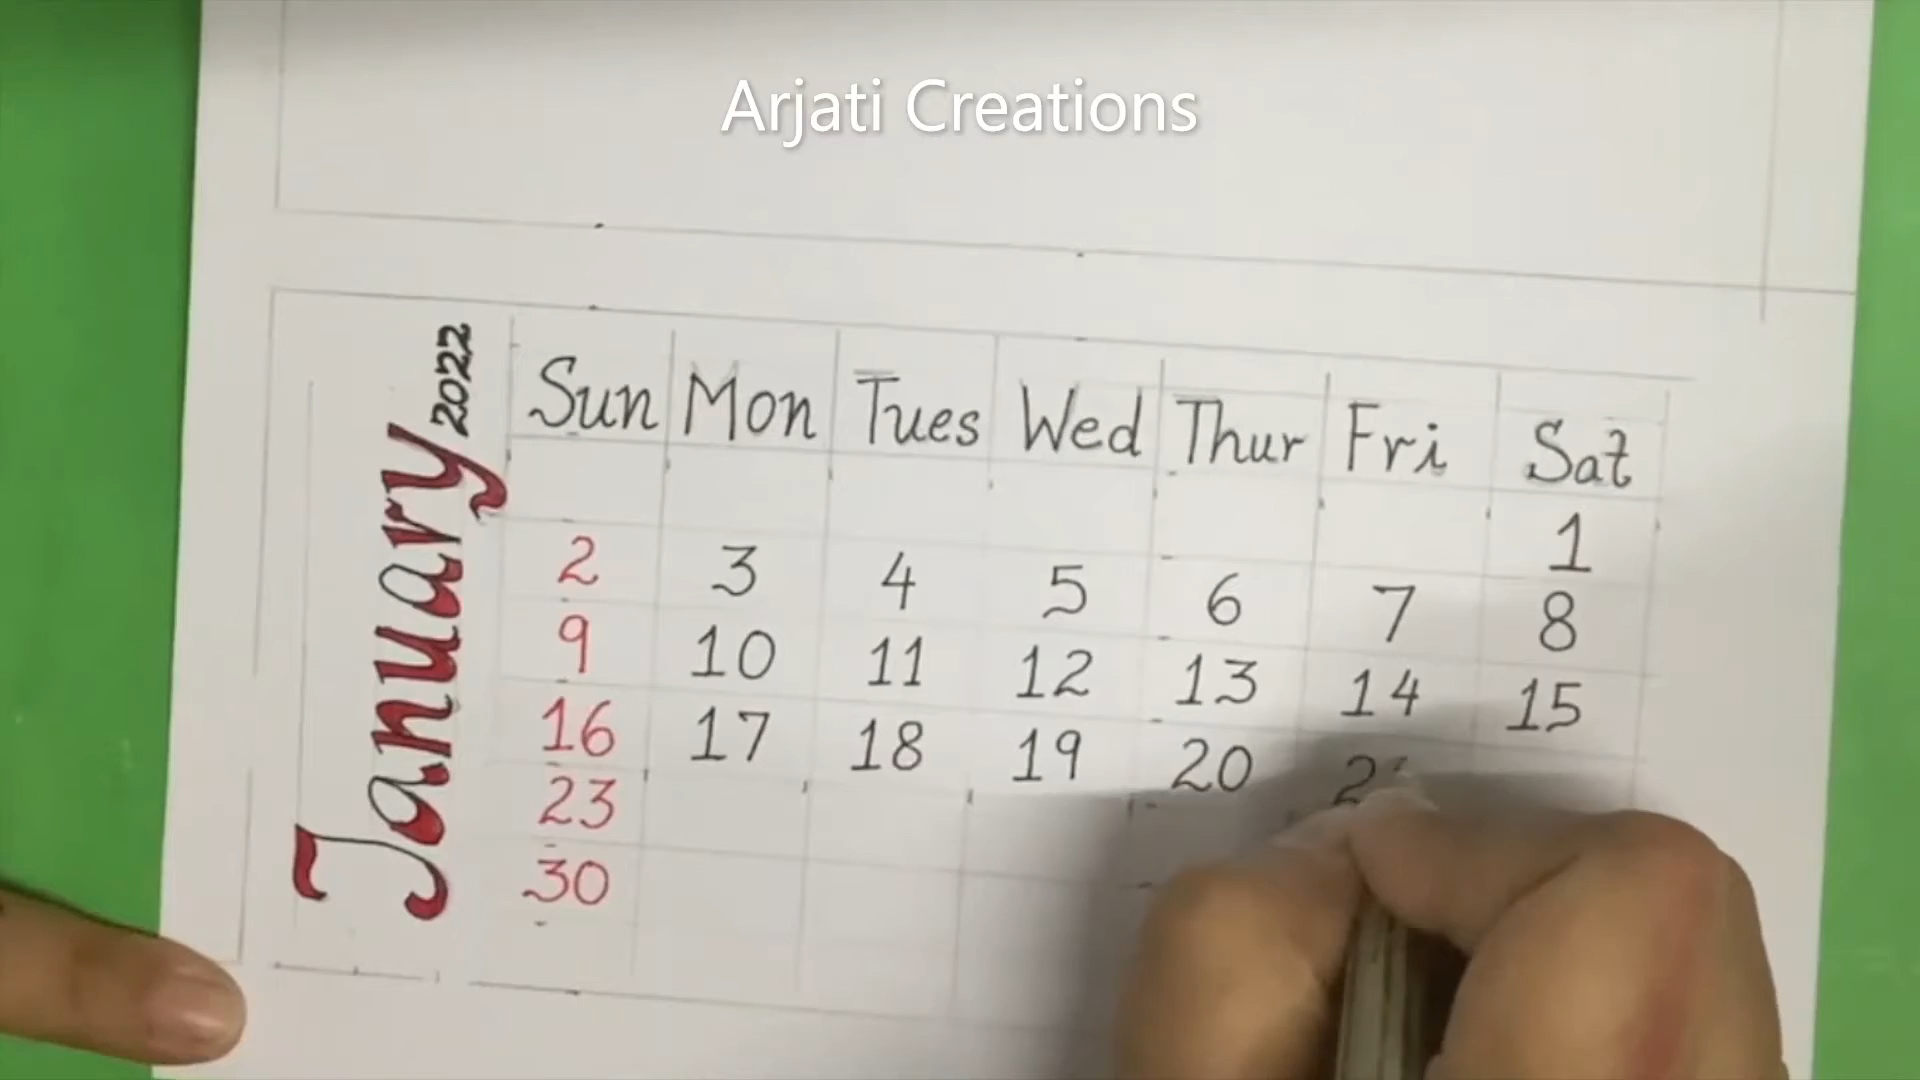 Arjati Creations
January 2022
Sun Mon Tues Wed Thur Fri Sat
1
2 3 4 5 6 7 8
9 10 11 12 13 14 15
16 17 18 19 20
23
30